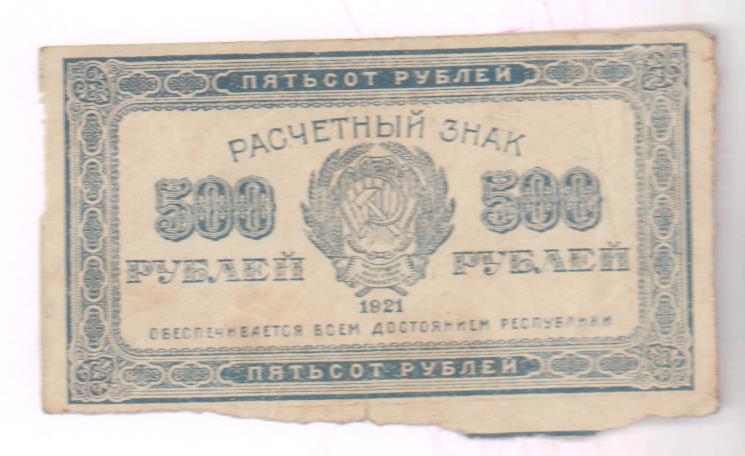 ПЯТЬСОТ РУБЛЕЙ
РАСЧЕТНЫЙ ЗНАК
500 500
РУБЛЕЙ РУБЛЕЙ
1921
ОБЕСПЕЧИВАЕТСЯ ВСЕМ ДОСТОЯНИЕМ РЕСПУБЛИКИ
ПЯТЬСОТ РУБЛЕЙ